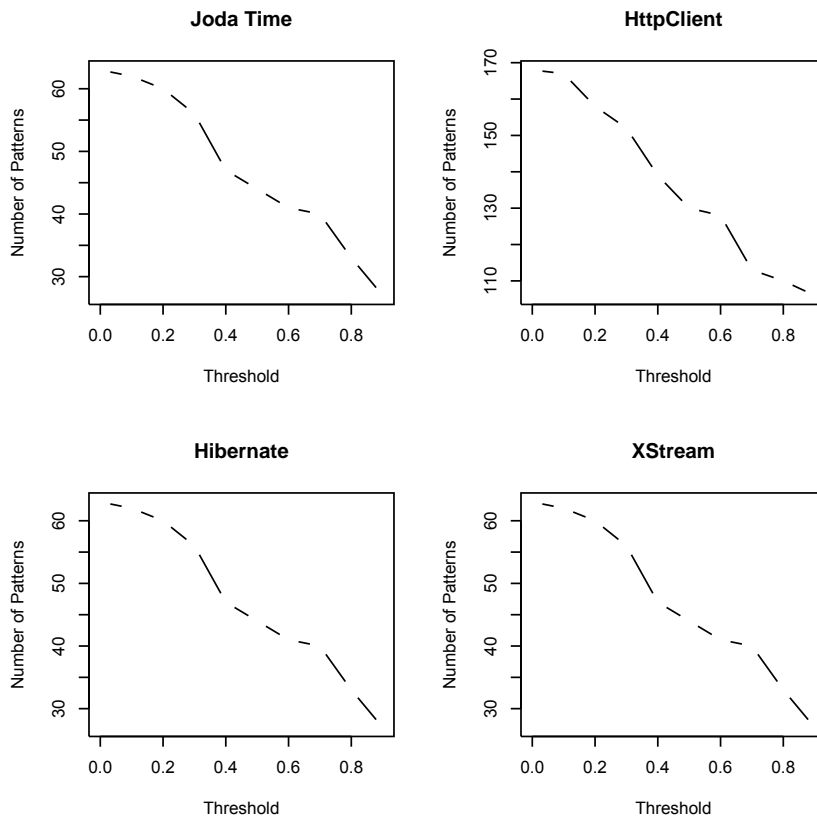 Joda Time
Number of Patterns
60
50
40
30
0.0 0.2 0.4 0.6 0.8
Threshold
HttpClient
Number of Patterns
170
150
130
110
0.0 0.2 0.4 0.6 0.8
Threshold
Hibernate
Number of Patterns
60
50
40
30
0.0 0.2 0.4 0.6 0.8
Threshold
XStream
Number of Patterns
60
50
40
30
0.0 0.2 0.4 0.6 0.8
Threshold